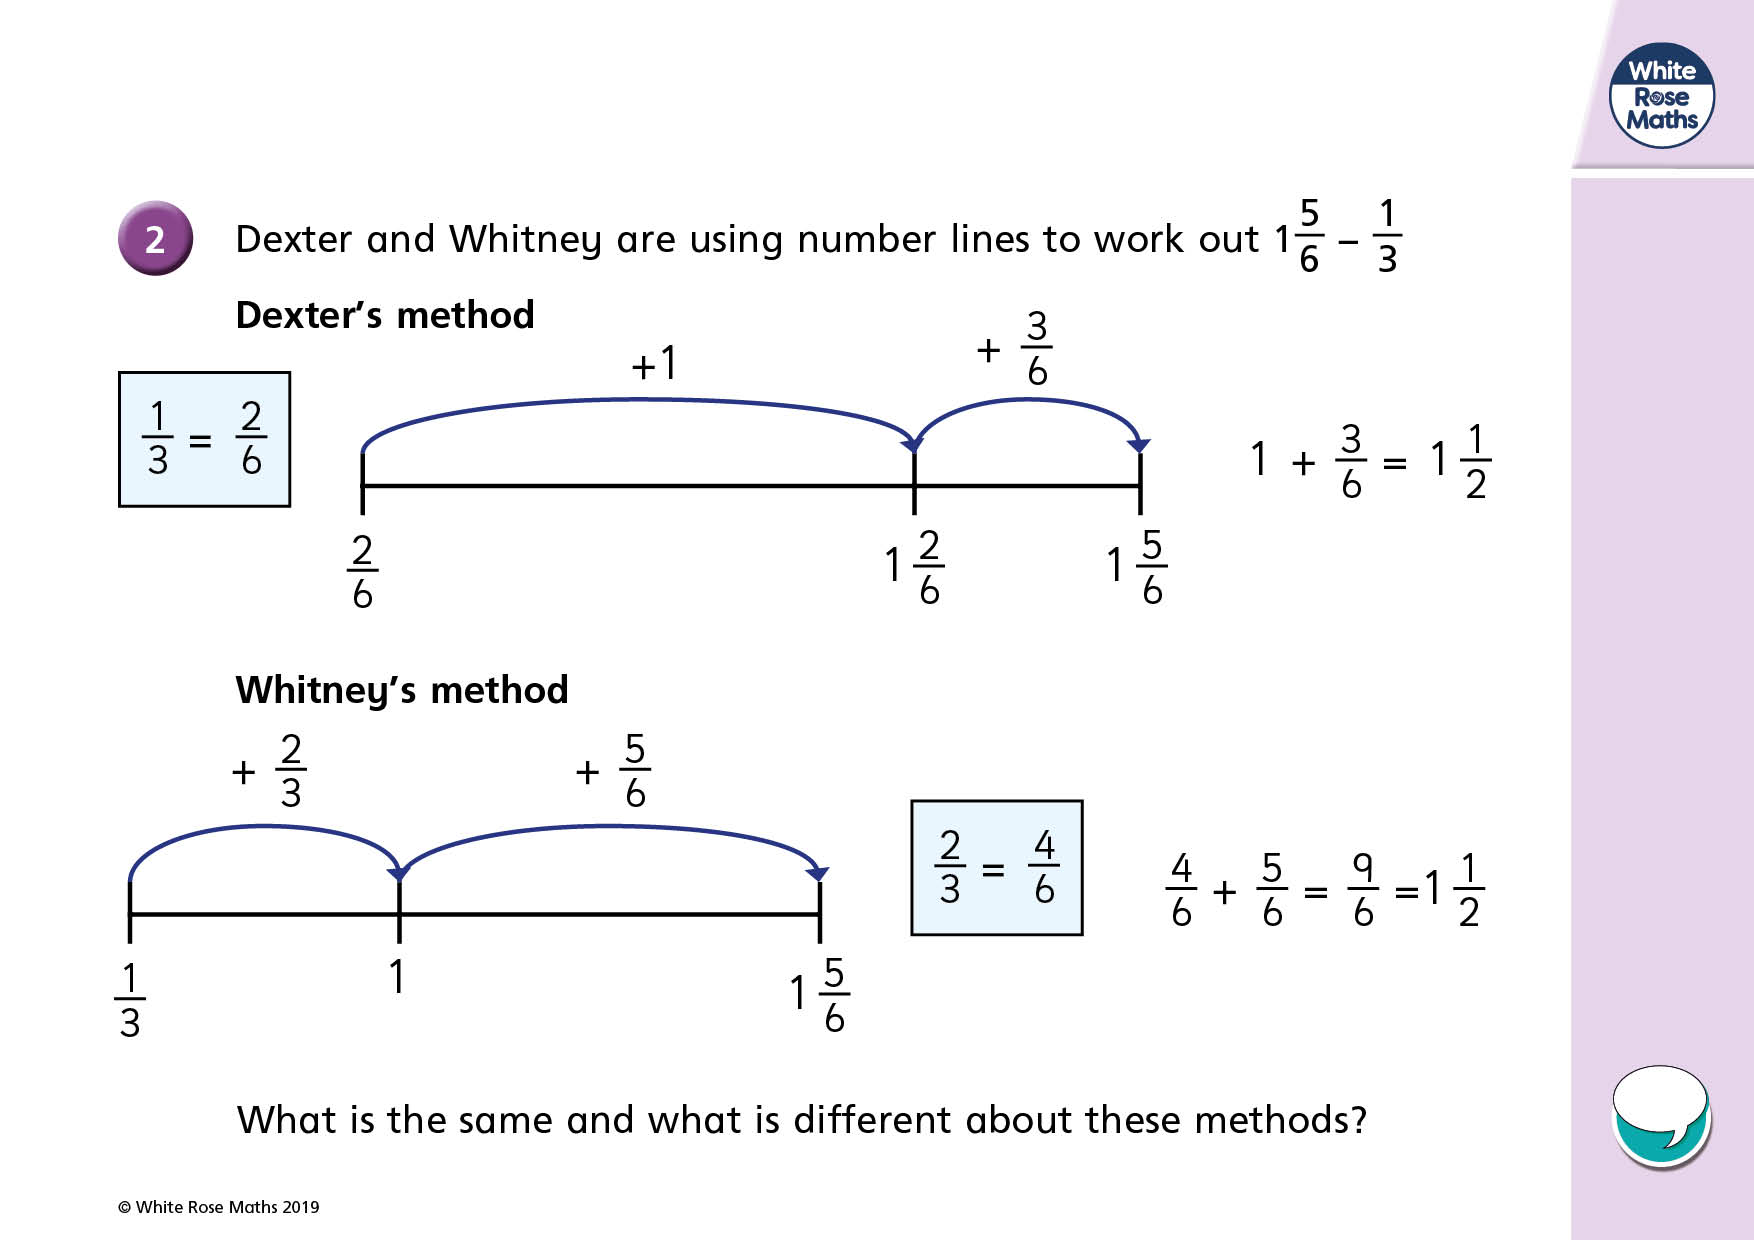 White
Rose
Maths
2 Dexter and Whitney are using number lines to work out 1 5/6 – 1/3
Dexter’s method
+1 + 3/6
1/3 = 2/6
1 + 3/6 = 1 1/2
2/6 1 2/6 1 5/6
Whitney’s method
+ 2/3 + 5/6
2/3 = 4/6
4/6 + 5/6 = 9/6 =1 1/2
1/3 1 1 5/6
What is the same and what is different about these methods?
© White Rose Maths 2019